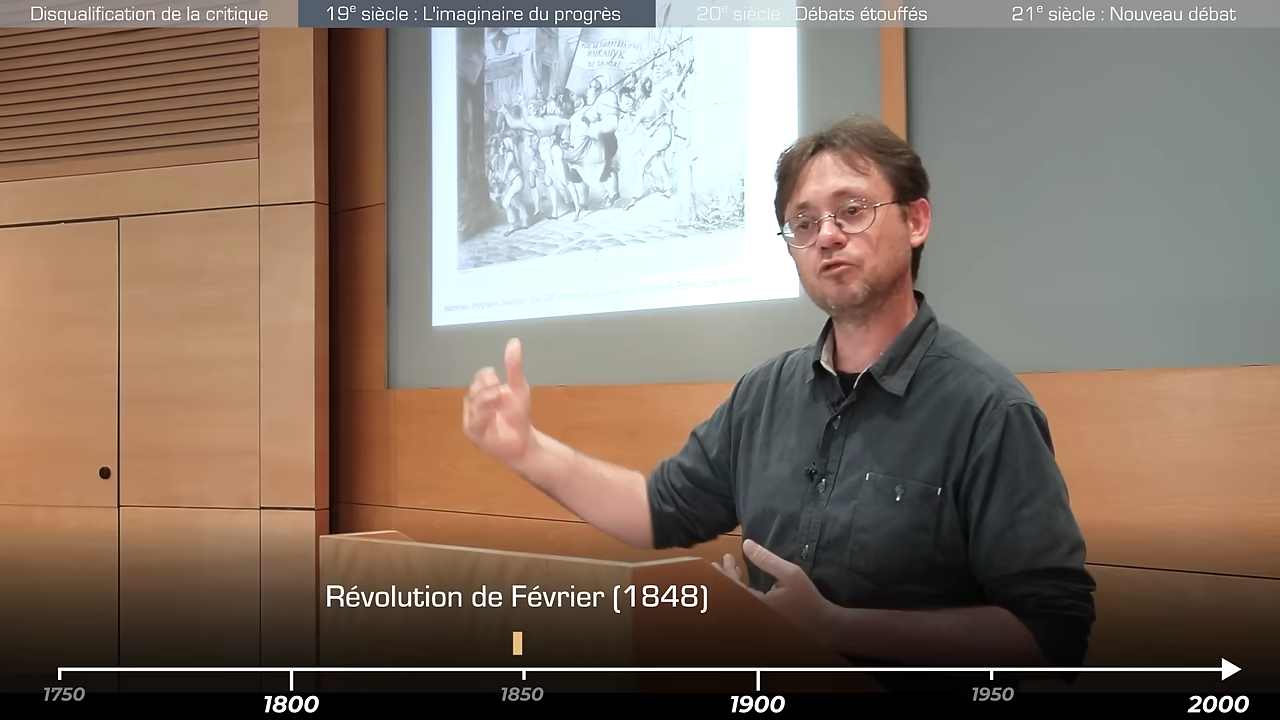 Disqualification de la critique
19e siècle : L'imaginaire du progrès
20e siècle : Débats étouffés
21e siècle : Nouveau débat
Révolution de Février (1848)
1750
1800
1850
1900
1950
2000